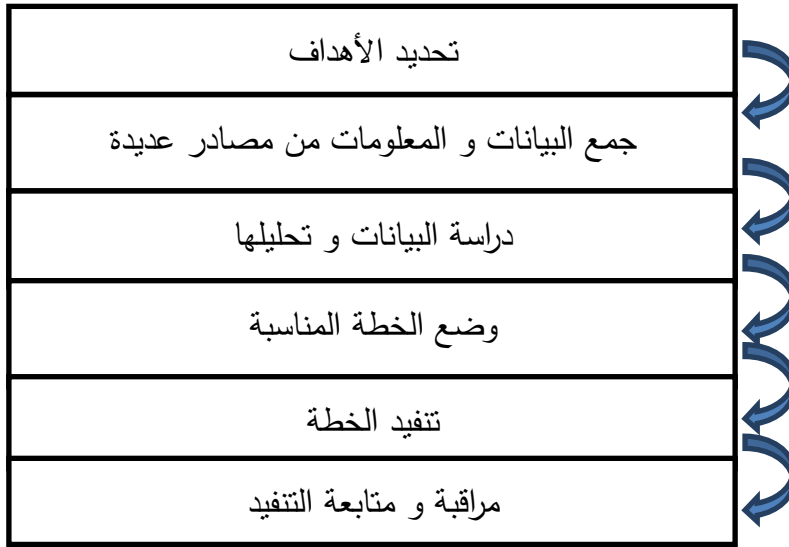 تحديد الأهداف
جمع البيانات و المعلومات من مصادر عديدة
دراسة البيانات و تحليلها
وضع الخطة المناسبة
تنفيد الخطة
مراقبة و متابعة التنفيد